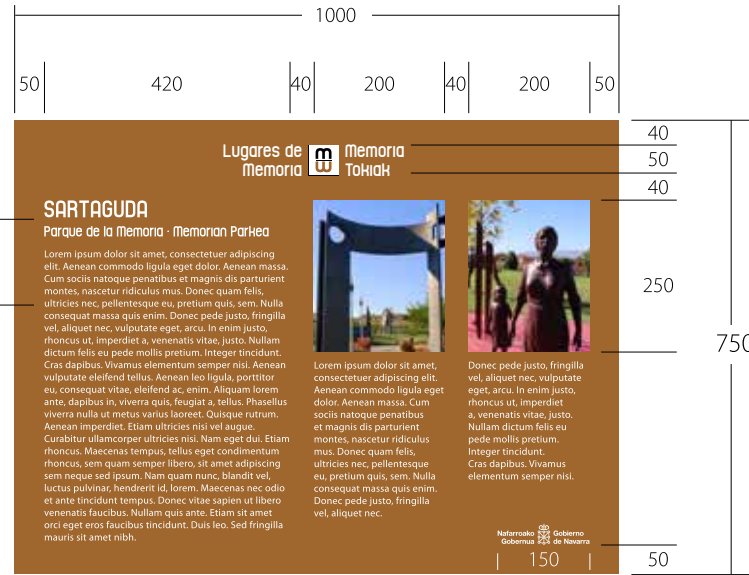 1000
50 420 40 200 40 200 50
Lugares de
Memoria
Memoria
Tokiak
40
50
40
250
750
SARTAGUDA
Parque de la Memoria · Memorian Parkea
Lorem ipsum dolor sit amet, consectetuer adipiscing
elit. Aenean commodo ligula eget dolor. Aenean massa.
Cum sociis natoque penatibus et magnis dis parturient
montes, nascetur ridiculus mus. Donec quam felis,
ultricies nec, pellentesque eu, pretium quis, sem. Nulla
consequat massa quis enim. Donec pede justo, fringilla
vel, aliquet nec, vulputate eget, arcu. In enim justo,
rhoncus ut, imperdiet a, venenatis vitae, justo. Nullam
dictum felis eu pede mollis pretium. Integer tincidunt.
Cras dapibus. Vivamus elementum semper nisi. Aenean
vulputate eleifend tellus. Aenean leo ligula, porttitor
eu, consequat vitae, eleifend ac, enim. Aliquam lorem
ante, dapibus in, viverra quis, feugiat a, tellus. Phasellus
viverra nulla ut metus varius laoreet. Quisque rutrum.
Aenean imperdiet. Etiam ultricies nisi vel augue.
Curabitur ullamcorper ultricies nisi. Nam eget dui. Etiam
rhoncus. Maecenas tempus, tellus eget condimentum
rhoncus, sem quam semper libero, sit amet adipiscing
sem neque sed ipsum. Nam quam nunc, blandit vel,
luctus pulvinar, hendrerit id, lorem. Maecenas nec odio
et ante tincidunt tempus. Donec vitae sapien ut libero
venenatis faucibus. Nullam quis ante. Etiam sit amet
orci eget eros faucibus tincidunt. Duis leo. Sed fringilla
mauris sit amet nibh.
Lorem ipsum dolor sit amet,
consectetuer adipiscing elit.
Aenean commodo ligula eget
dolor. Aenean massa. Cum
sociis natoque penatibus
et magnis dis parturient
montes, nascetur ridiculus
mus. Donec quam felis,
ultricies nec, pellentesque
eu, pretium quis, sem. Nulla
consequat massa quis enim.
Donec pede justo, fringilla
vel, aliquet nec.
Donec pede justo, fringilla
vel, aliquet nec, vulputate
eget, arcu. In enim justo,
rhoncus ut, imperdiet
a, venenatis vitae, justo.
Nullam dictum felis eu
pede mollis pretium.
Integer tincidunt.
Cras dapibus. Vivamus
elementum semper nisi.
Nafarroako
Gobernua
Gobierno
de Navarra
150
50